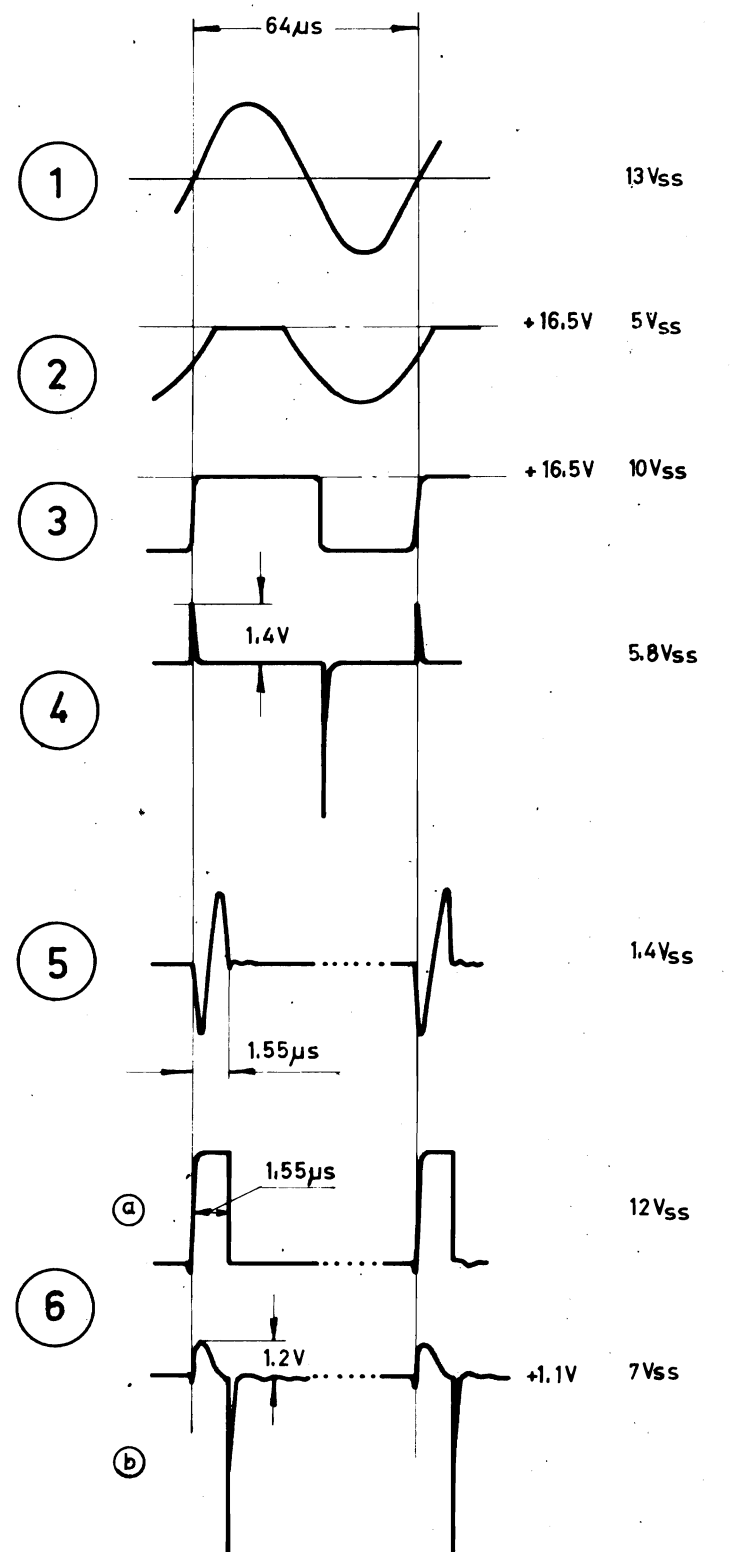 64µs
1 13Vss
+16.5V 5Vss
2
+16.5V 10Vss
3
1.4V
5.8Vss
4
5 1.4Vss
1.55µs
1.55µs
a 12Vss
6
1.2V
+1.1V 7Vss
b